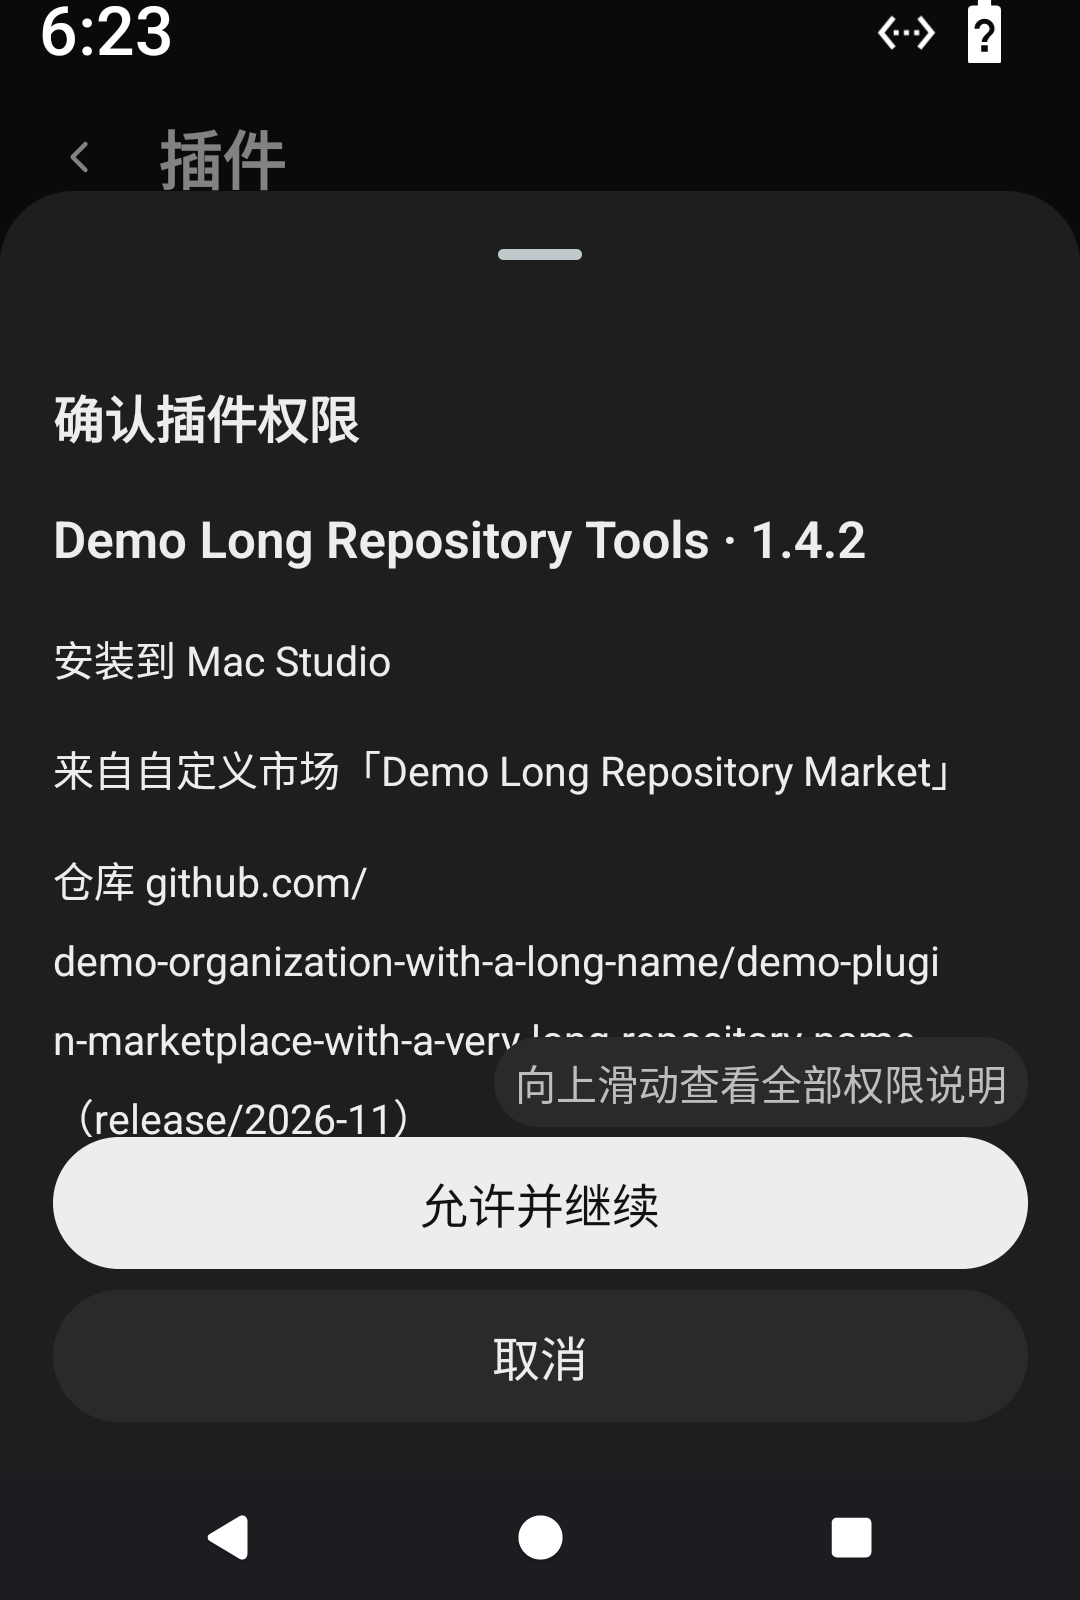 6:23
插件
确认插件权限
Demo Long Repository Tools · 1.4.2
安装到 Mac Studio
来自自定义市场「Demo Long Repository Market」
仓库 github.com/
demo-organization-with-a-long-name/demo-plugi
n-marketplace-with-a-very-long-repository-name
（release/2026-11）
向上滑动查看全部权限说明
允许并继续
取消